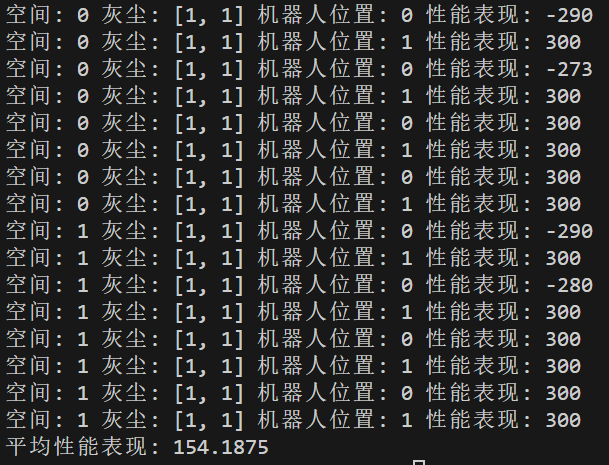 空间: 0 灰尘: [1, 1] 机器人位置: 0 性能表现: -290
空间: 0 灰尘: [1, 1] 机器人位置: 1 性能表现: 300
空间: 0 灰尘: [1, 1] 机器人位置: 0 性能表现: -273
空间: 0 灰尘: [1, 1] 机器人位置: 1 性能表现: 300
空间: 0 灰尘: [1, 1] 机器人位置: 0 性能表现: 300
空间: 0 灰尘: [1, 1] 机器人位置: 1 性能表现: 300
空间: 0 灰尘: [1, 1] 机器人位置: 0 性能表现: 300
空间: 0 灰尘: [1, 1] 机器人位置: 1 性能表现: 300
空间: 1 灰尘: [1, 1] 机器人位置: 0 性能表现: -290
空间: 1 灰尘: [1, 1] 机器人位置: 1 性能表现: 300
空间: 1 灰尘: [1, 1] 机器人位置: 0 性能表现: -280
空间: 1 灰尘: [1, 1] 机器人位置: 1 性能表现: 300
空间: 1 灰尘: [1, 1] 机器人位置: 0 性能表现: 300
空间: 1 灰尘: [1, 1] 机器人位置: 1 性能表现: 300
空间: 1 灰尘: [1, 1] 机器人位置: 0 性能表现: 300
空间: 1 灰尘: [1, 1] 机器人位置: 1 性能表现: 300
平均性能表现: 154.1875